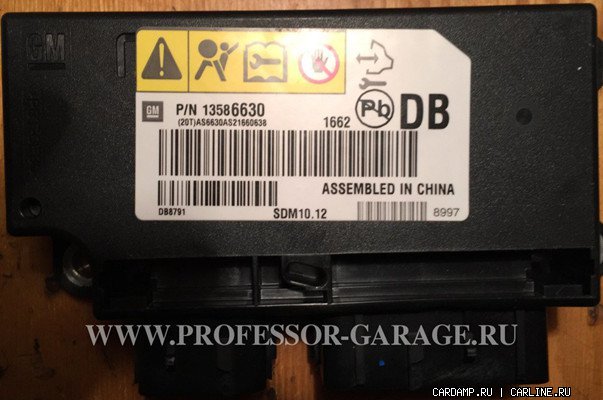 GM
GM
P/N 13586630
(20T)AS6630AS21660638
1662
Pb
DB
ASSEMBLED IN CHINA
DB8791
SDM10.12
8997
WWW.PROFESSOR-GARAGE.RU
CARDAMP.RU | CARLINE.RU